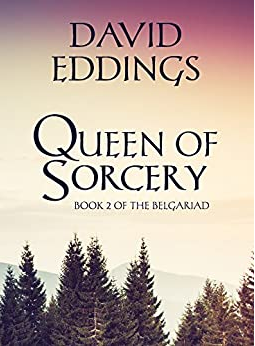 DAVID
EDDINGS
QUEEN OF
SORCERY
BOOK 2 OF THE BELGARIAD